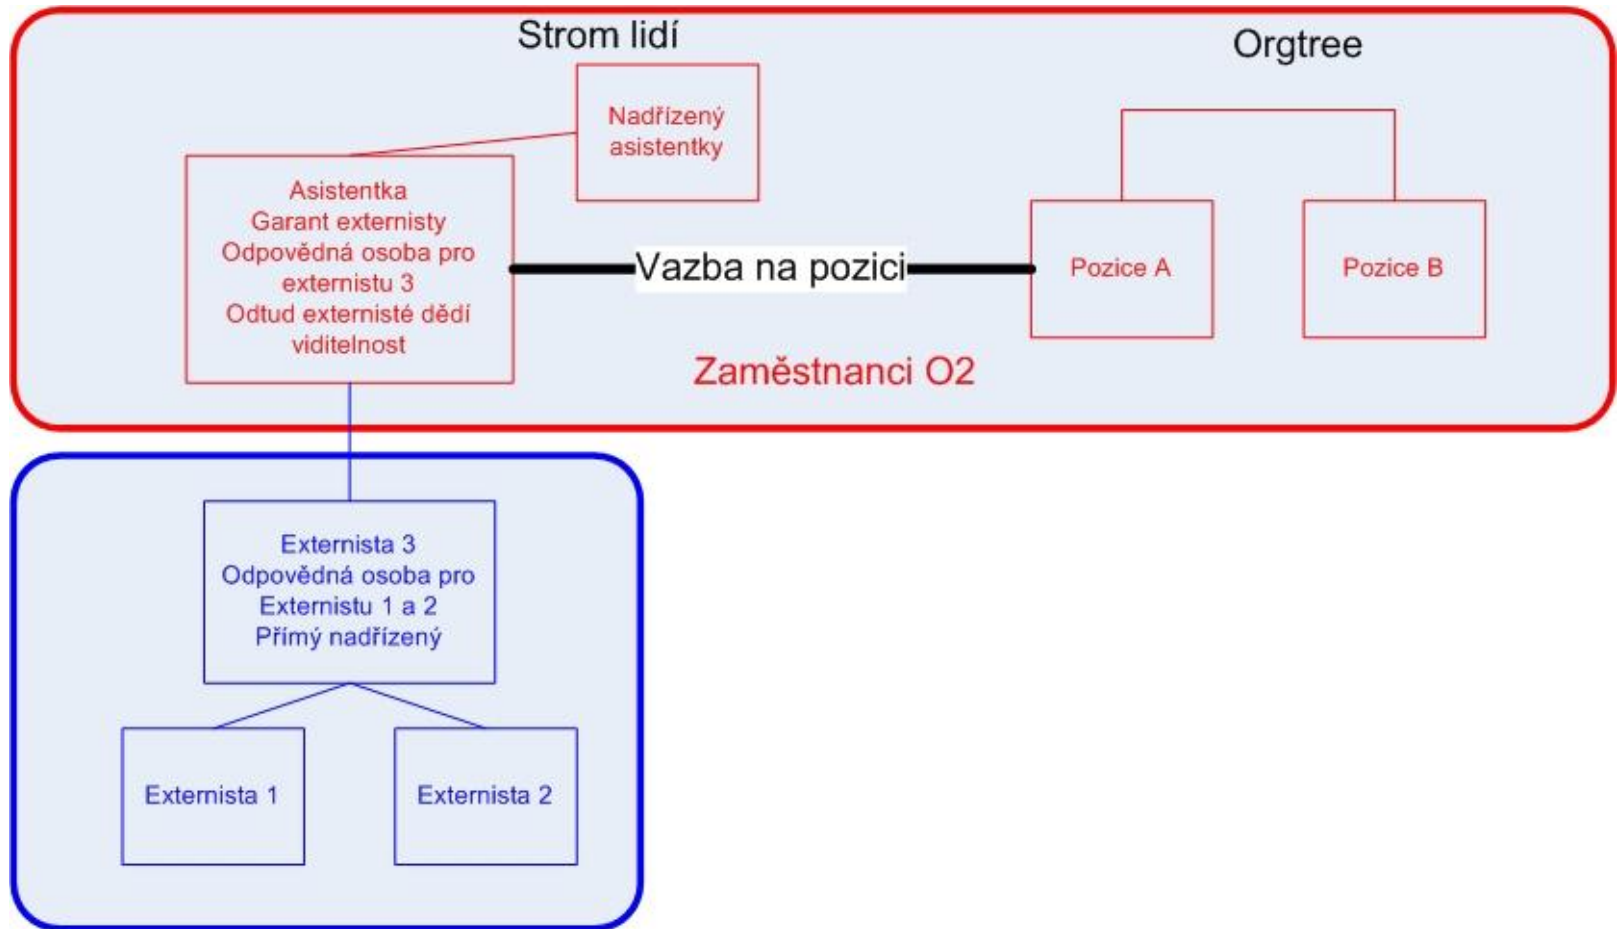 Strom lidí
Orgtree
Nadřízený
asistentky
Asistentka
Garant externisty
Odpovědná osoba pro
externistu 3
Odtud externisté dědí
viditelnost
Vazba na pozici
Pozice A
Pozice B
Zaměstnanci O2
Externista 3
Odpovědná osoba pro
Externistu 1 a 2
Přímý nadřízený
Externista 1
Externista 2